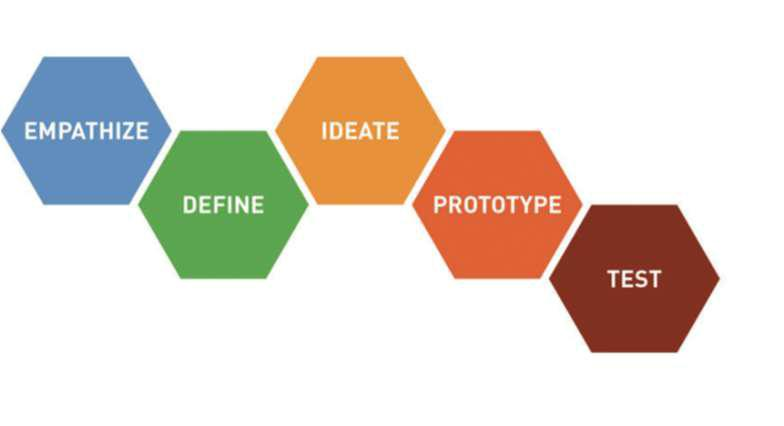 EMPATHIZE
DEFINE
IDEATE
PROTOTYPE
TEST